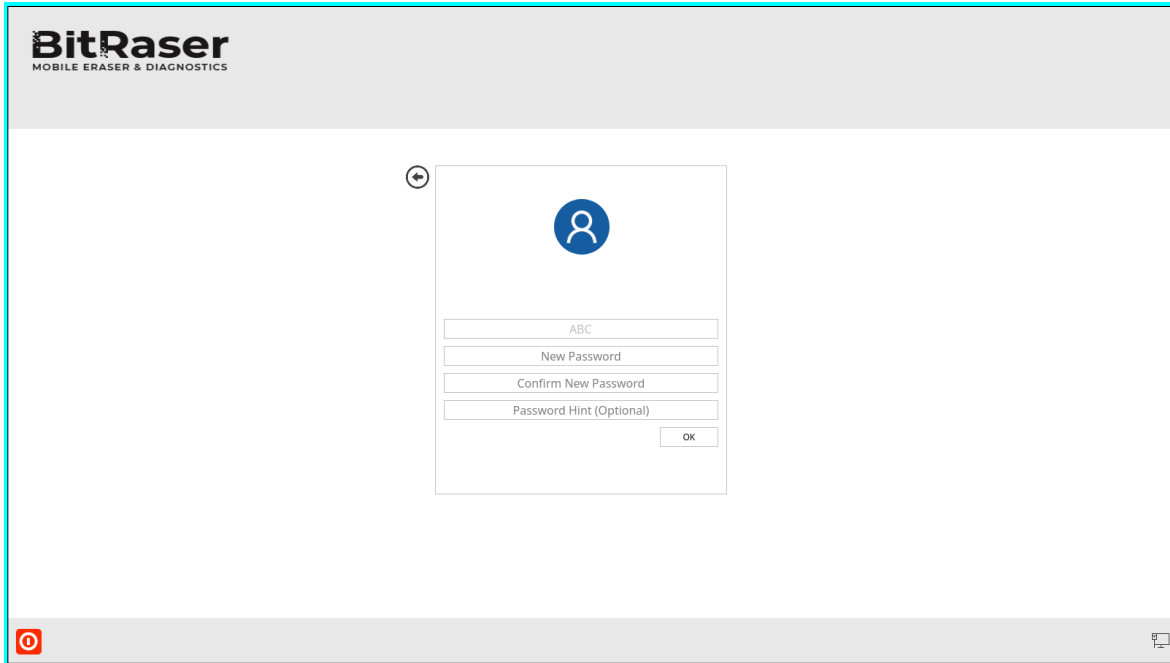 BitRaser
MOBILE ERASER & DIAGNOSTICS
ABC
New Password
Confirm New Password
Password Hint (Optional)
OK